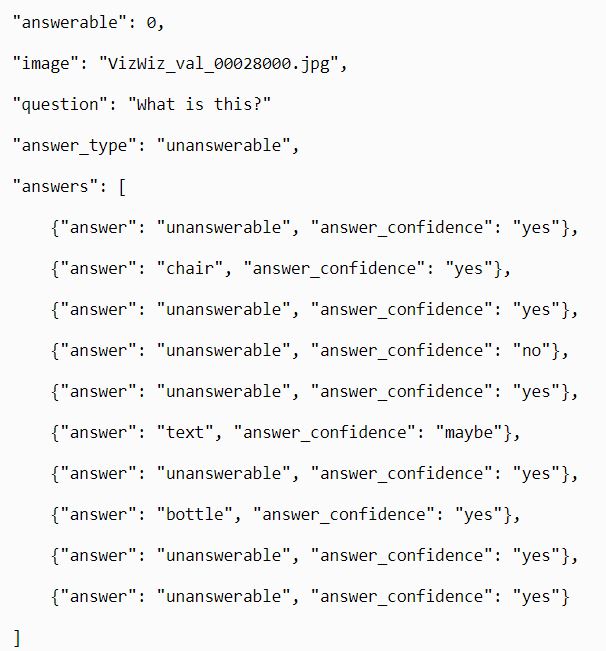 "answerable": 0,
"image": "VizWiz_val_00028000.jpg",
"question": "What is this?"
"answer_type": "unanswerable",
"answers": [
    {"answer": "unanswerable", "answer_confidence": "yes"},
    {"answer": "chair", "answer_confidence": "yes"},
    {"answer": "unanswerable", "answer_confidence": "yes"},
    {"answer": "unanswerable", "answer_confidence": "no"},
    {"answer": "unanswerable", "answer_confidence": "yes"},
    {"answer": "text", "answer_confidence": "maybe"},
    {"answer": "unanswerable", "answer_confidence": "yes"},
    {"answer": "bottle", "answer_confidence": "yes"},
    {"answer": "unanswerable", "answer_confidence": "yes"},
    {"answer": "unanswerable", "answer_confidence": "yes"}
]